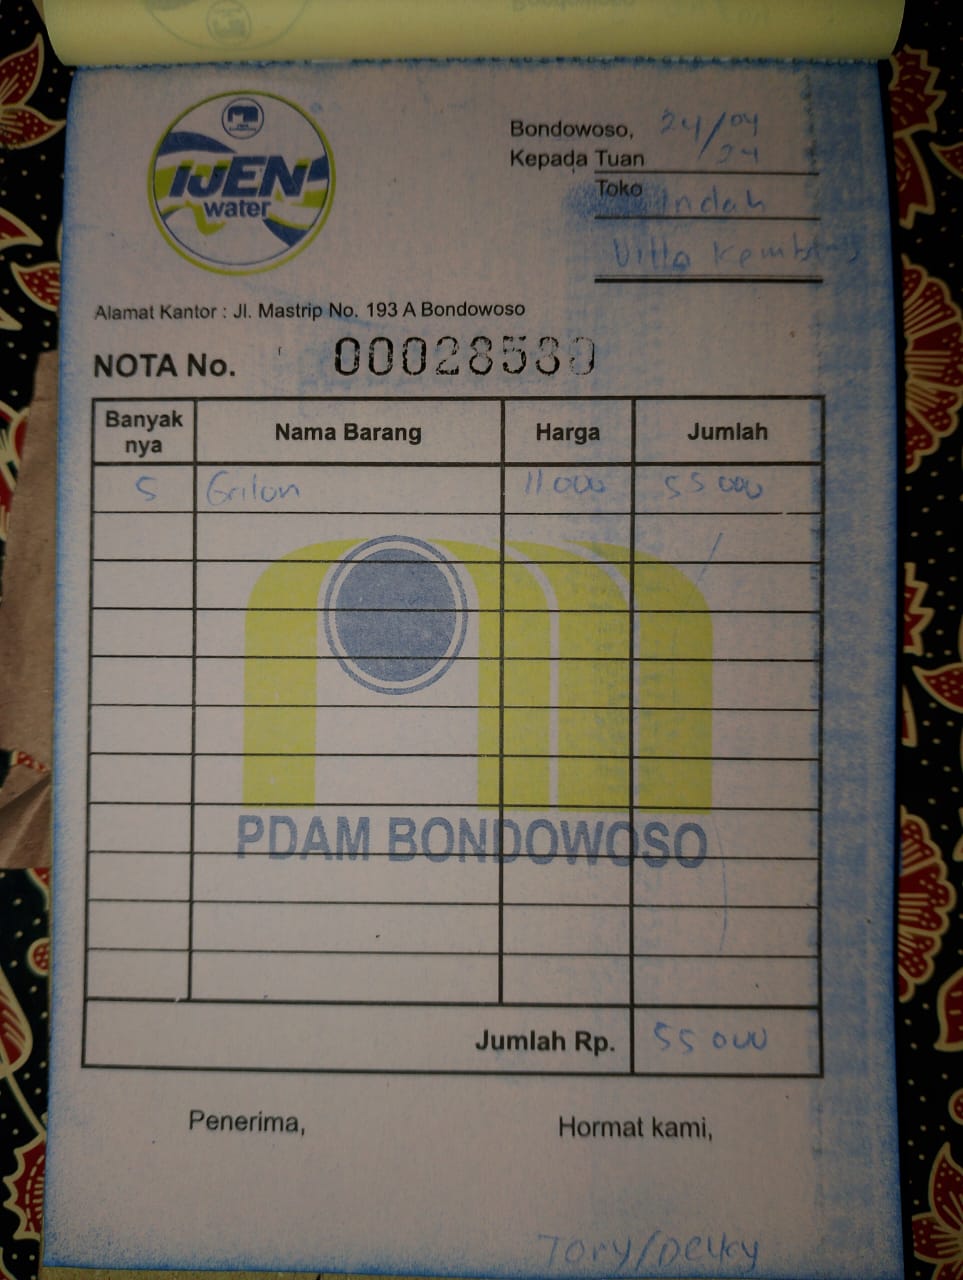 IJEN
water
Bondowoso, 24/04
24
Kepada Tuan
Toko Indah
Villa Kembang
Alamat Kantor : Jl. Mastrip No. 193 A Bondowoso
NOTA No. 00028580
Banyak nya Nama Barang Harga Jumlah
5 Galon 11 000 55 000
PDAM BONDOWOSO
Jumlah Rp. 55 000
Penerima, Hormat kami,
Tory/Deky